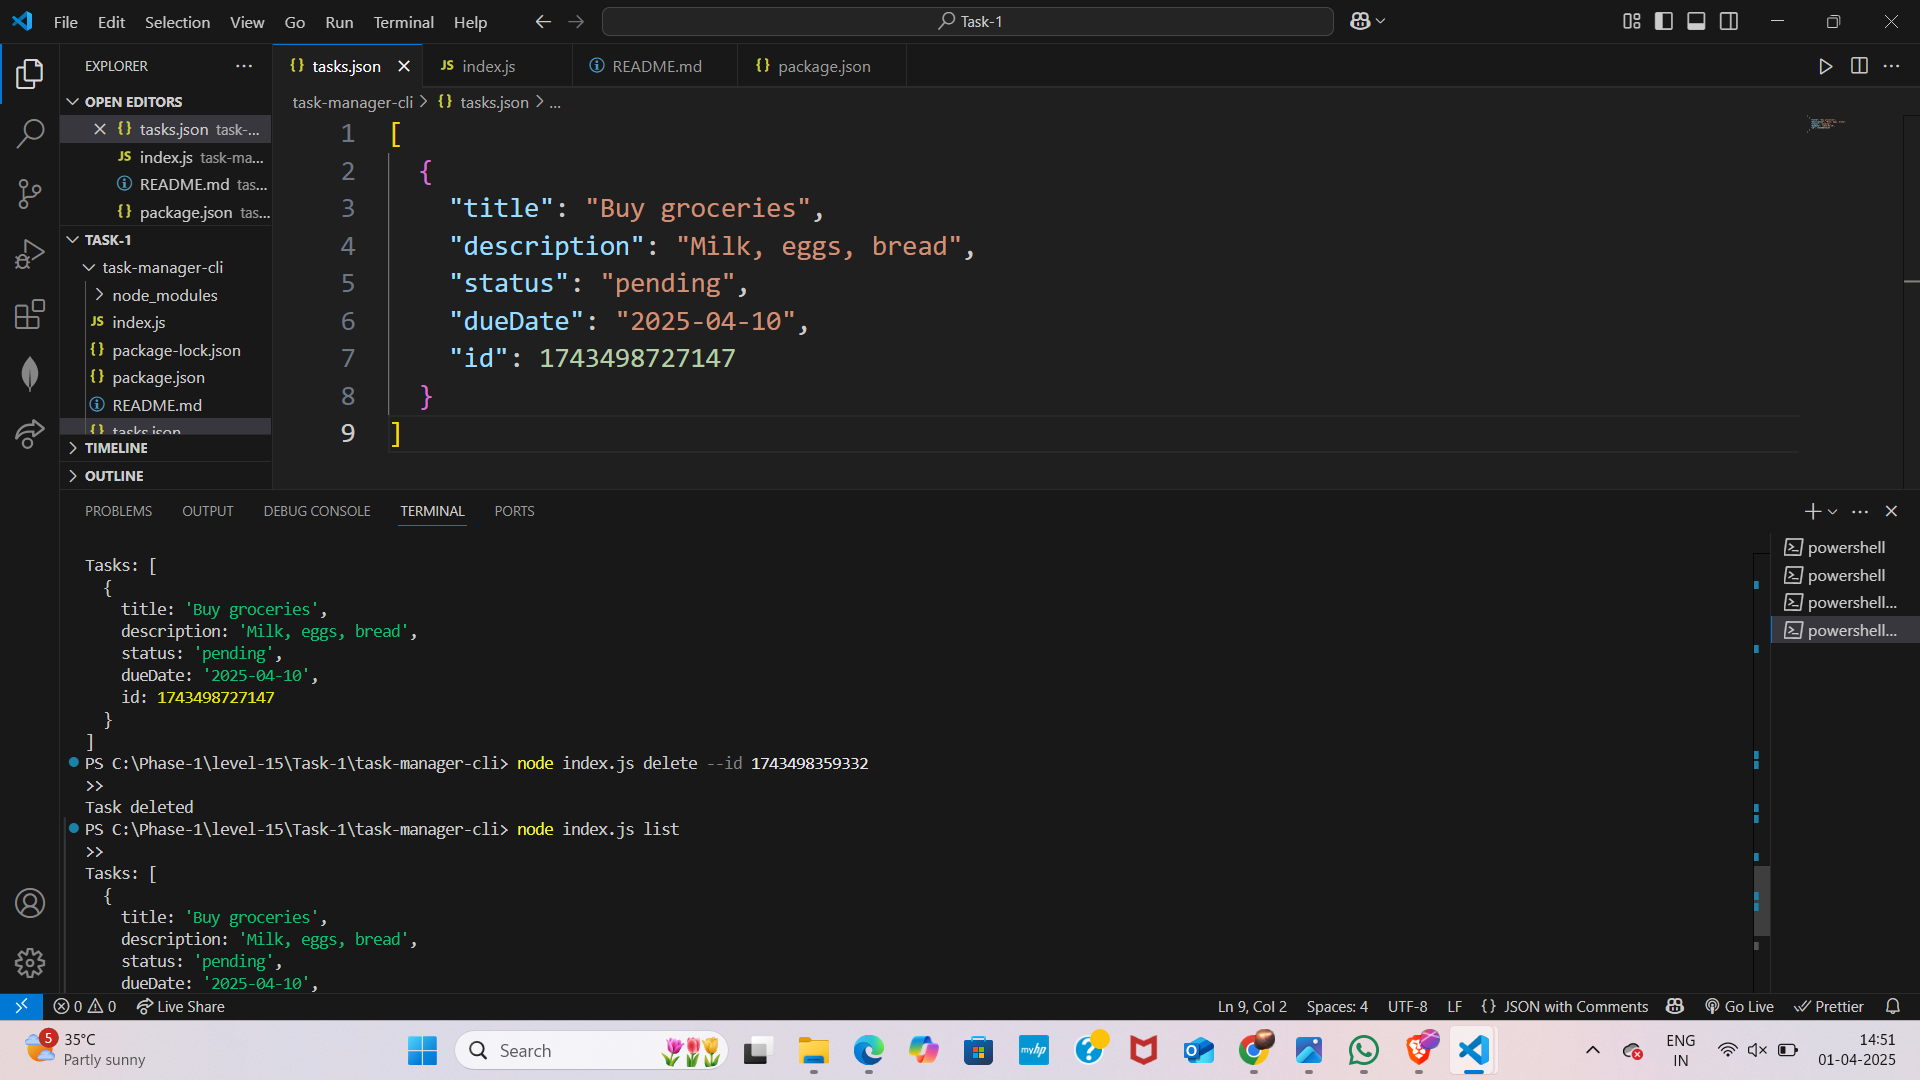 File Edit Selection View Go Run Terminal Help
Task-1
EXPLORER
OPEN EDITORS
tasks.json task-...
index.js task-ma...
README.md tas...
package.json tas...
TASK-1
task-manager-cli
node_modules
index.js
package-lock.json
package.json
README.md
tasks.json
TIMELINE
OUTLINE
tasks.json
index.js
README.md
package.json
task-manager-cli > tasks.json > ...
1 [
2 {
3 "title": "Buy groceries",
4 "description": "Milk, eggs, bread",
5 "status": "pending",
6 "dueDate": "2025-04-10",
7 "id": 1743498727147
8 }
9 ]
PROBLEMS OUTPUT DEBUG CONSOLE TERMINAL PORTS
Tasks: [
{
title: 'Buy groceries',
description: 'Milk, eggs, bread',
status: 'pending',
dueDate: '2025-04-10',
id: 1743498727147
}
]
PS C:\Phase-1\level-15\Task-1\task-manager-cli> node index.js delete --id 1743498359332
>>
Task deleted
PS C:\Phase-1\level-15\Task-1\task-manager-cli> node index.js list
>>
Tasks: [
{
title: 'Buy groceries',
description: 'Milk, eggs, bread',
status: 'pending',
dueDate: '2025-04-10',
powershell
powershell
powershell...
powershell...
0 0 Live Share
Ln 9, Col 2 Spaces: 4 UTF-8 LF {} JSON with Comments Go Live Prettier
5
35°C
Partly sunny
Search
myhp
ENG
IN
14:51
01-04-2025